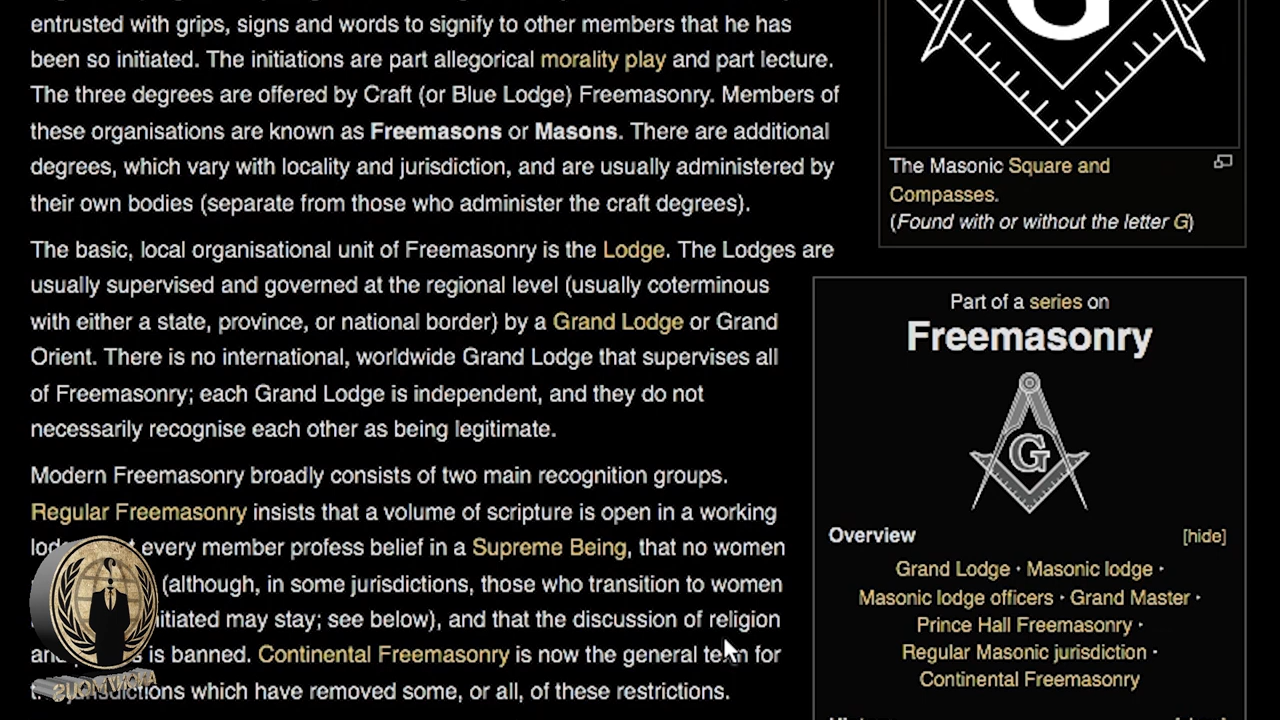 entrusted with grips, signs and words to signify to other members that he has
been so initiated. The initiations are part allegorical morality play and part lecture.
The three degrees are offered by Craft (or Blue Lodge) Freemasonry. Members of
these organisations are known as Freemasons or Masons. There are additional
degrees, which vary with locality and jurisdiction, and are usually administered by
their own bodies (separate from those who administer the craft degrees).
The basic, local organisational unit of Freemasonry is the Lodge. The Lodges are
usually supervised and governed at the regional level (usually coterminous
with either a state, province, or national border) by a Grand Lodge or Grand
Orient. There is no international, worldwide Grand Lodge that supervises all
of Freemasonry; each Grand Lodge is independent, and they do not
necessarily recognise each other as being legitimate.
Modern Freemasonry broadly consists of two main recognition groups.
Regular Freemasonry insists that a volume of scripture is open in a working
every member profess belief in a Supreme Being, that no women
(although, in some jurisdictions, those who transition to women
may stay; see below), and that the discussion of religion
is banned. Continental Freemasonry is now the general term for
which have removed some, or all, of these restrictions.
G
The Masonic Square and
Compasses.
(Found with or without the letter G)
Part of a series on
Freemasonry
G
Overview [hide]
Grand Lodge · Masonic lodge ·
Masonic lodge officers · Grand Master ·
Prince Hall Freemasonry ·
Regular Masonic jurisdiction ·
Continental Freemasonry